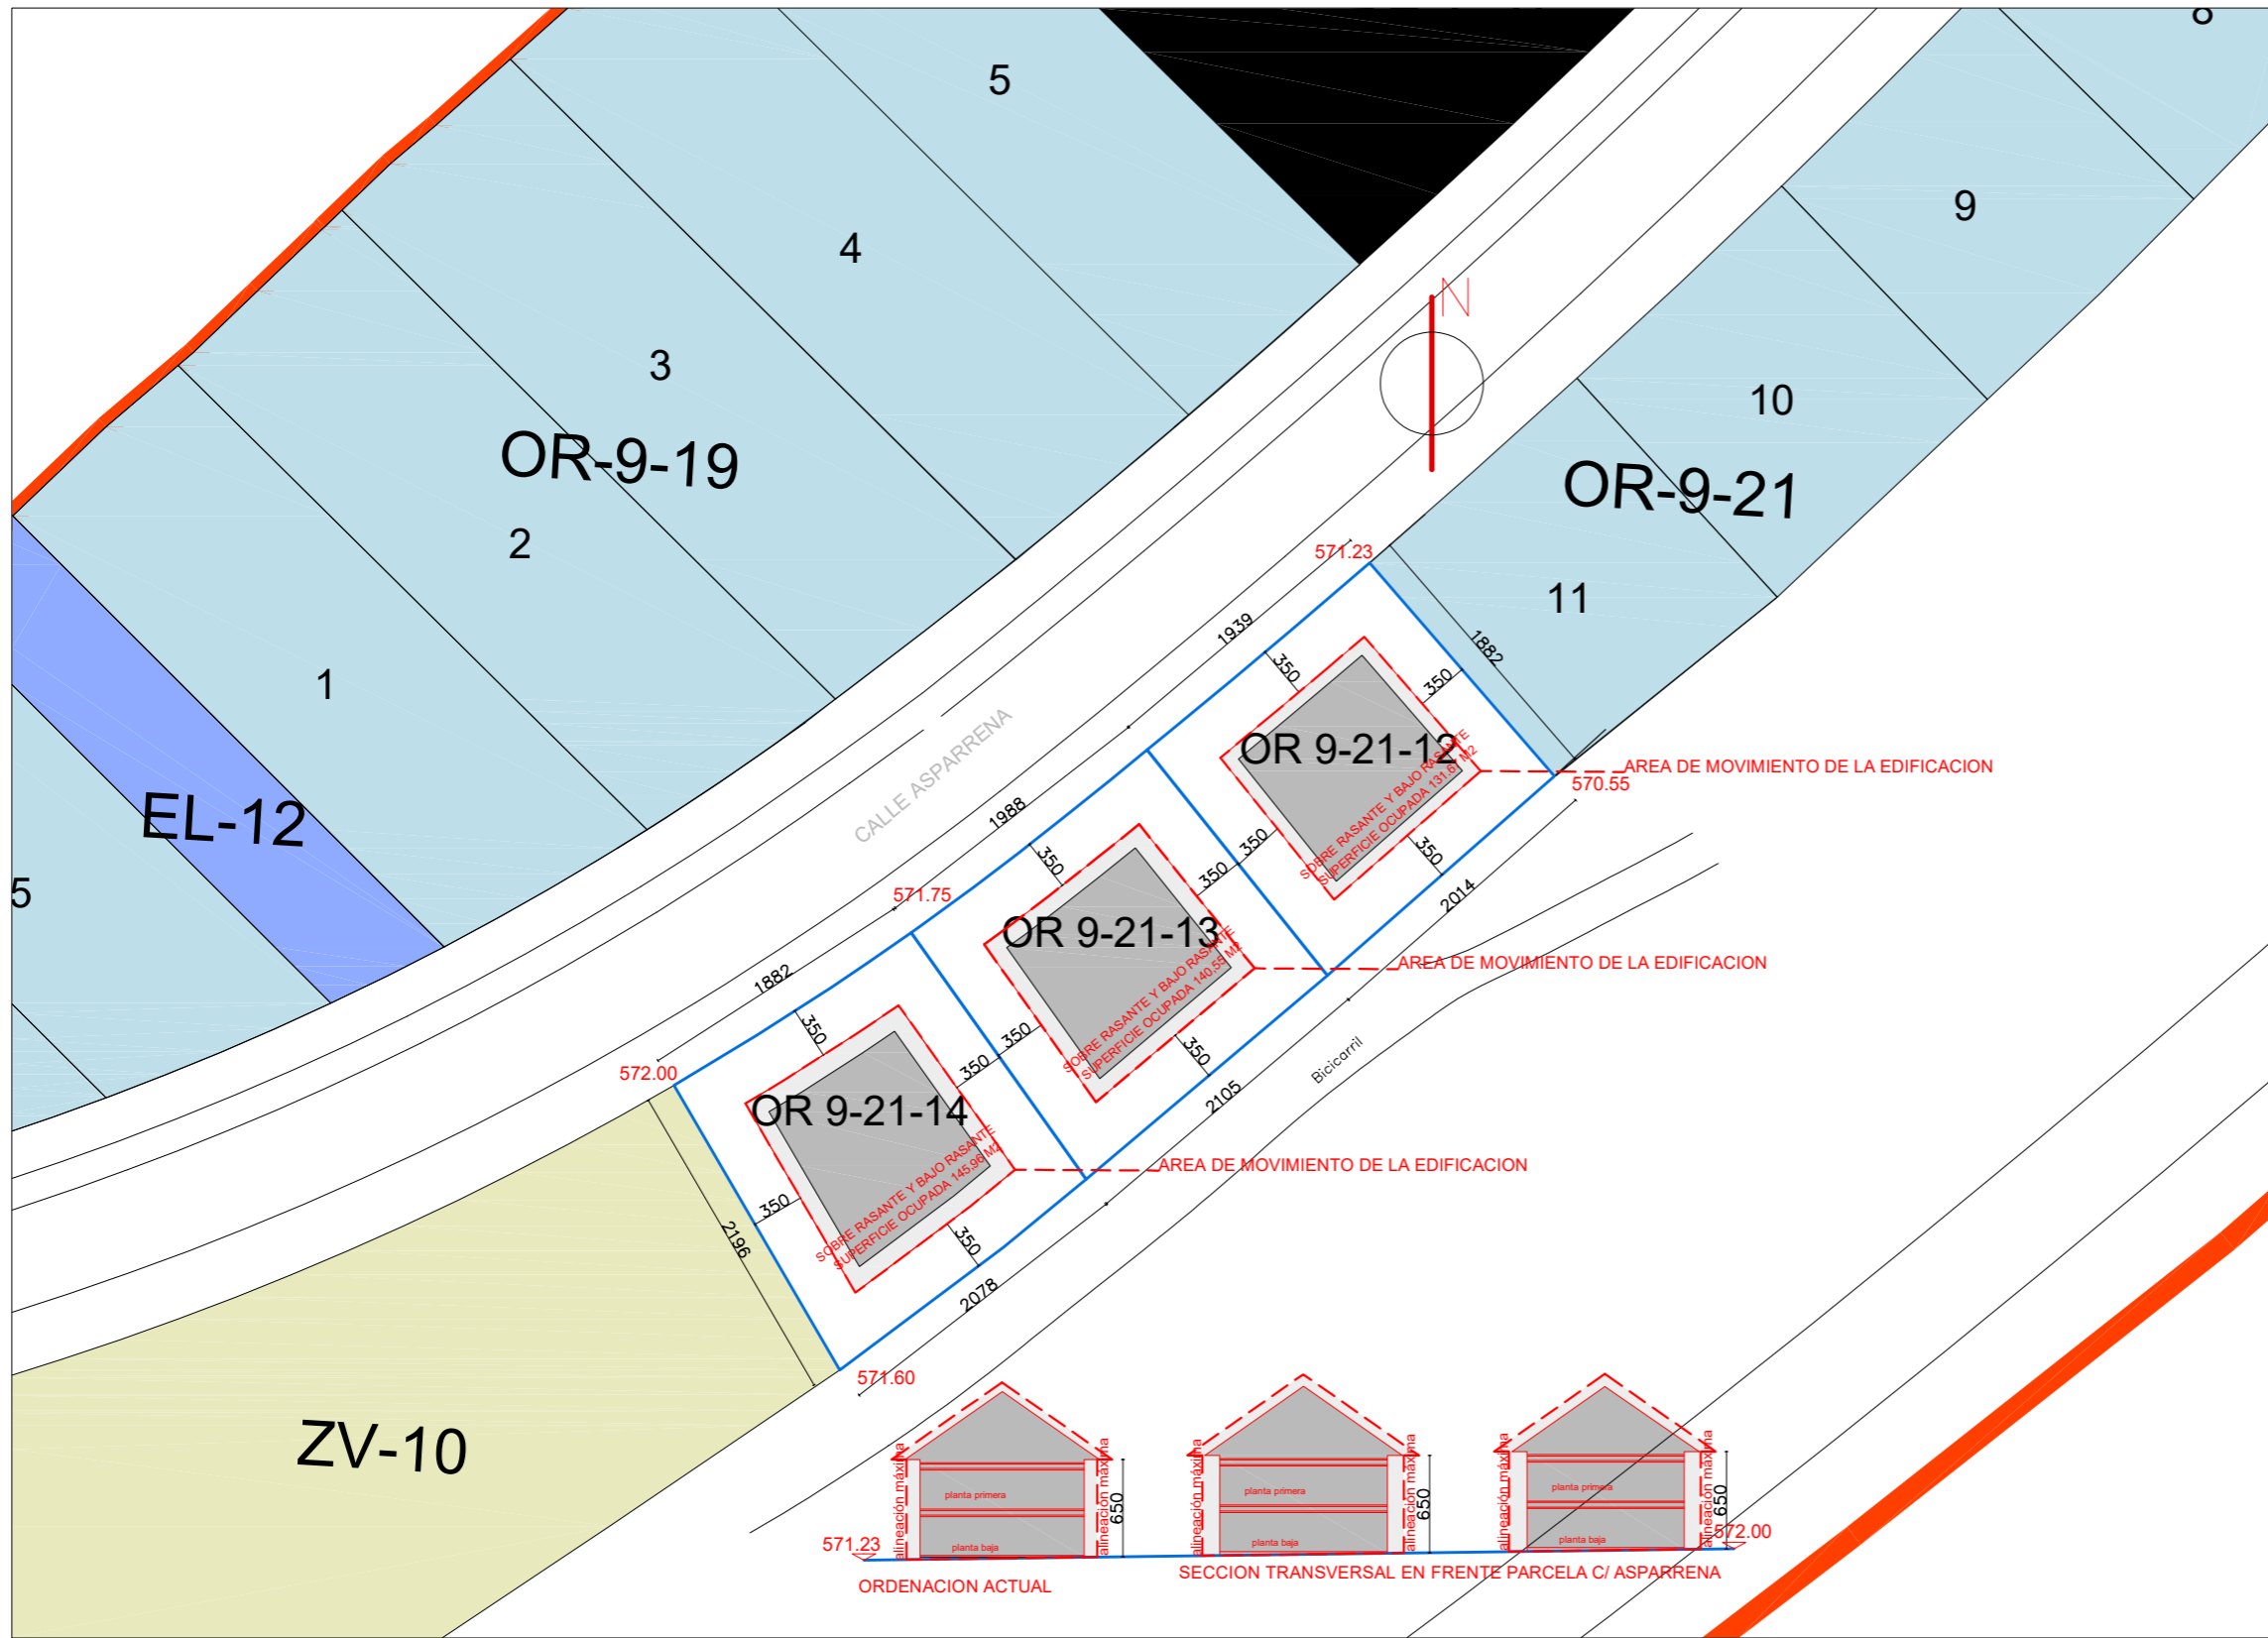 8
5
9
4
N
3
10
OR-9-19
OR-9-21
2
571.23
11
1939
1882
350
350
1
OR 9-21-12
SOBRE RASANTE Y BAJO RASANTE
SUPERFICIE OCUPADA 131.67 M2
AREA DE MOVIMIENTO DE LA EDIFICACION
570.55
CALLE ASPARRENA
1988
EL-12
350
350
350
350
5
571.75
2014
OR 9-21-13
SOBRE RASANTE Y BAJO RASANTE
SUPERFICIE OCUPADA 140,55 M2
AREA DE MOVIMIENTO DE LA EDIFICACION
1882
350
350
350
350
572.00
Bicicarril
2105
OR 9-21-14
SOBRE RASANTE Y BAJO RASANTE
SUPERFICIE OCUPADA 145,96 M2
AREA DE MOVIMIENTO DE LA EDIFICACION
350
2196
350
2078
571.60
ZV-10
alineación máxima
planta primera
planta baja
alineación máxima
650
alineación máxima
planta primera
planta baja
alineación máxima
650
alineación máxima
planta primera
planta baja
alineación máxima
650
571.23
572.00
ORDENACION ACTUAL
SECCION TRANSVERSAL EN FRENTE PARCELA C/ ASPARRENA